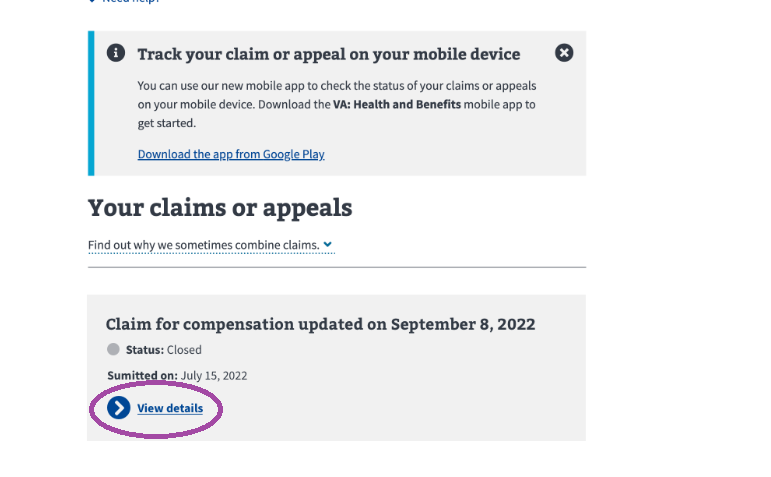 Need help?
Track your claim or appeal on your mobile device
You can use our new mobile app to check the status of your claims or appeals
on your mobile device. Download the VA: Health and Benefits mobile app to
get started.
Download the app from Google Play
Your claims or appeals
Find out why we sometimes combine claims.
Claim for compensation updated on September 8, 2022
Status: Closed
Sumitted on: July 15, 2022
View details